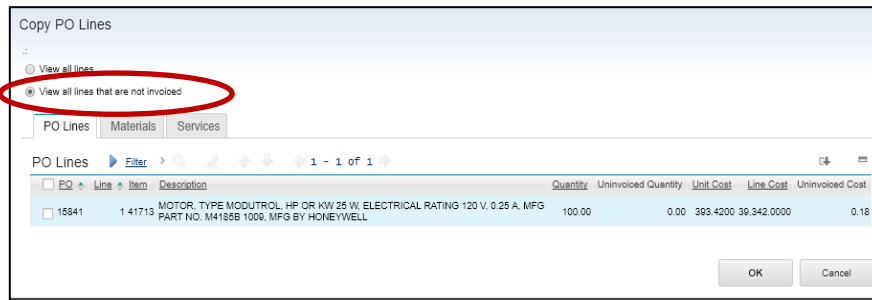 Copy PO Lines
.:
View all lines
View all lines that are not invoiced
PO Lines Materials Services
PO Lines Filter 1 - 1 of 1
PO Line Item Description Quantity Uninvoiced Quantity Unit Cost Line Cost Uninvoiced Cost
15841 1 41713 MOTOR, TYPE MODUTROL, HP OR KW 25 W, ELECTRICAL RATING 120 V, 0.25 A, MFG 100.00 0.00 393.4200 39,342.0000 0.18
PART NO. M4185B 1009, MFG BY HONEYWELL
OK Cancel